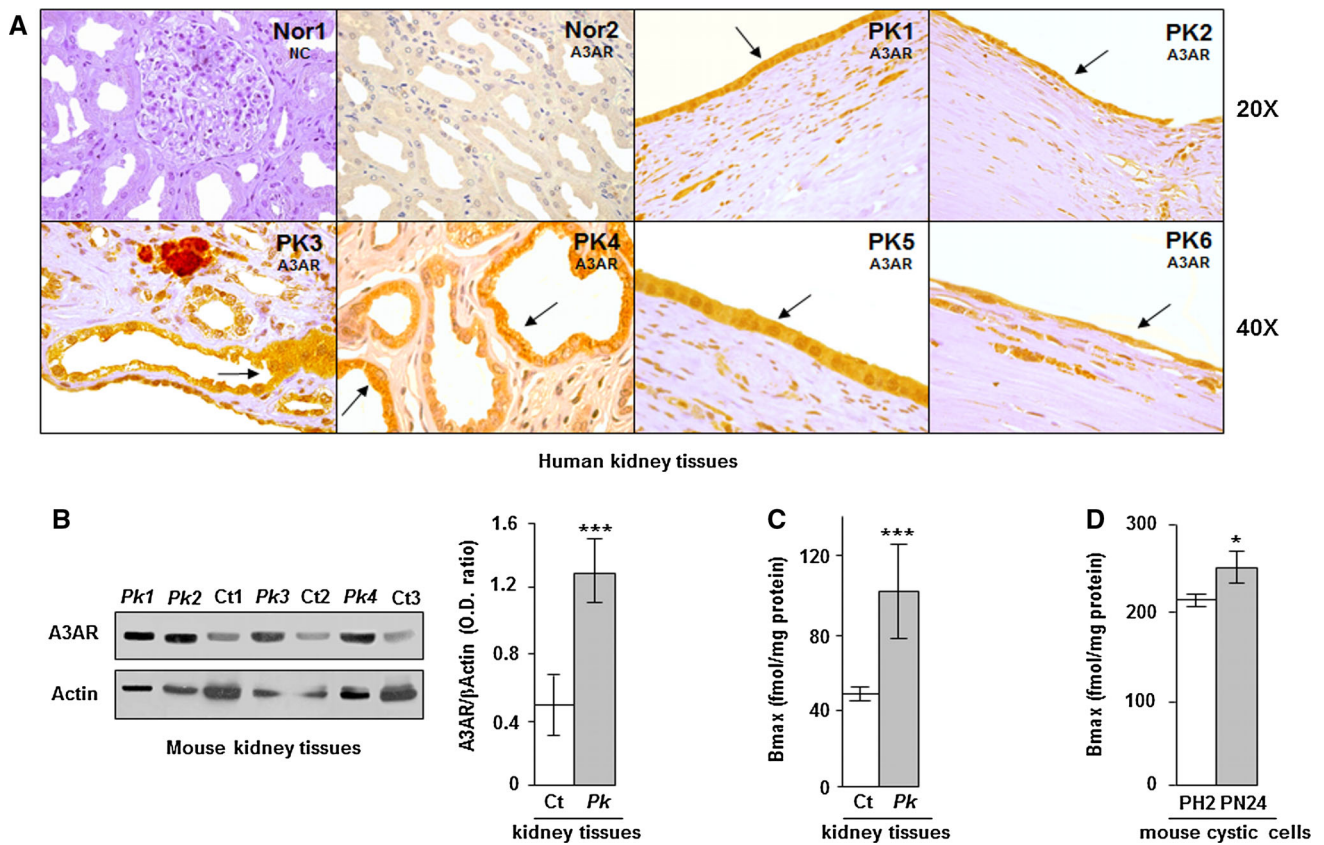 A
Nor1
NC
Nor2
A3AR
PK1
A3AR
PK2
A3AR
20X
PK3
A3AR
PK4
A3AR
PK5
A3AR
PK6
A3AR
40X
Human kidney tissues
B
Pk1 Pk2 Ct1 Pk3 Ct2 Pk4 Ct3
A3AR
Actin
Mouse kidney tissues
A3AR/βActin (O.D. ratio)
1.6
1.2
0.8
0.4
0
***
Ct Pk
kidney tissues
C
Bmax (fmol/mg protein)
120
80
40
0
***
Ct Pk
kidney tissues
D
Bmax (fmol/mg protein)
300
200
100
0
*
PH2 PN24
mouse cystic cells